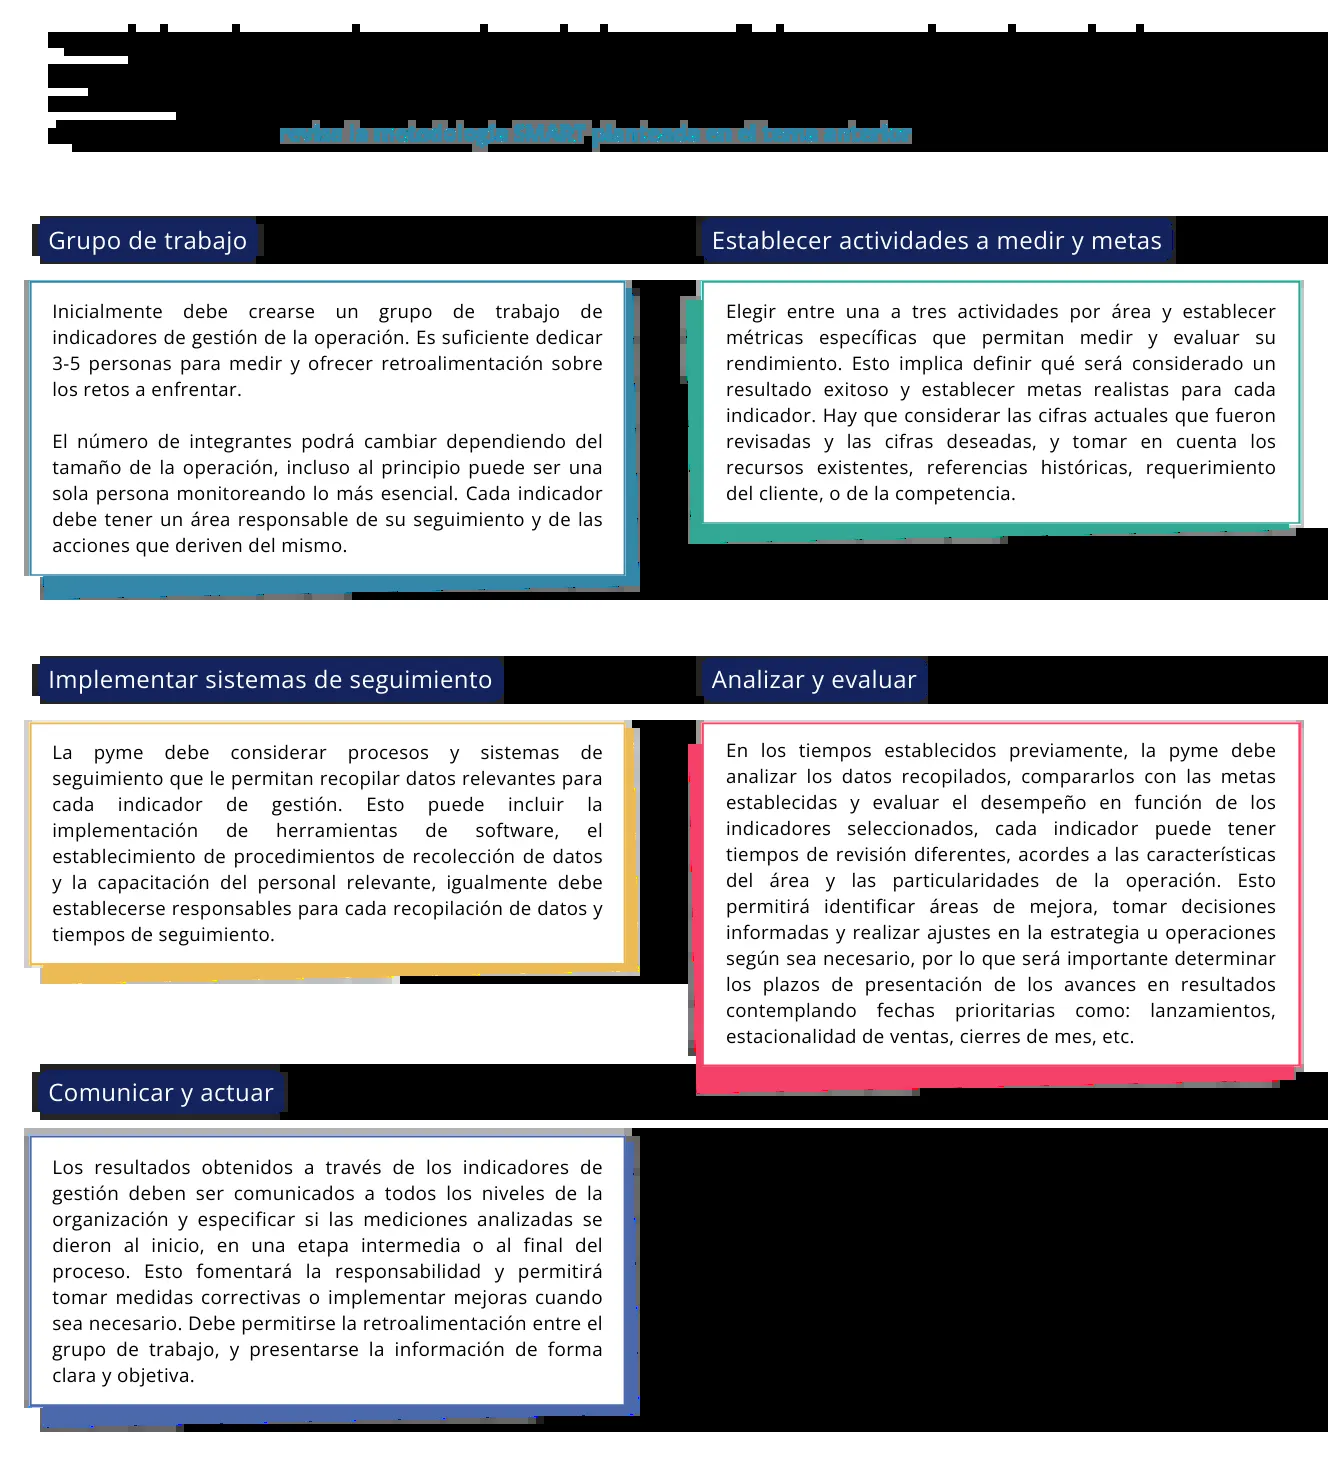 revisa la metodología SMART planteada en el tema anterior
Grupo de trabajo
Inicialmente debe crearse un grupo de trabajo de
indicadores de gestión de la operación. Es suficiente dedicar
3-5 personas para medir y ofrecer retroalimentación sobre
los retos a enfrentar.
El número de integrantes podrá cambiar dependiendo del
tamaño de la operación, incluso al principio puede ser una
sola persona monitoreando lo más esencial. Cada indicador
debe tener un área responsable de su seguimiento y de las
acciones que deriven del mismo.
Establecer actividades a medir y metas
Elegir entre una a tres actividades por área y establecer
métricas específicas que permitan medir y evaluar su
rendimiento. Esto implica definir qué será considerado un
resultado exitoso y establecer metas realistas para cada
indicador. Hay que considerar las cifras actuales que fueron
revisadas y las cifras deseadas, y tomar en cuenta los
recursos existentes, referencias históricas, requerimiento
del cliente, o de la competencia.
Implementar sistemas de seguimiento
La pyme debe considerar procesos y sistemas de
seguimiento que le permitan recopilar datos relevantes para
cada indicador de gestión. Esto puede incluir la
implementación de herramientas de software, el
establecimiento de procedimientos de recolección de datos
y la capacitación del personal relevante, igualmente debe
establecerse responsables para cada recopilación de datos y
tiempos de seguimiento.
Analizar y evaluar
En los tiempos establecidos previamente, la pyme debe
analizar los datos recopilados, compararlos con las metas
establecidas y evaluar el desempeño en función de los
indicadores seleccionados, cada indicador puede tener
tiempos de revisión diferentes, acordes a las características
del área y las particularidades de la operación. Esto
permitirá identificar áreas de mejora, tomar decisiones
informadas y realizar ajustes en la estrategia u operaciones
según sea necesario, por lo que será importante determinar
los plazos de presentación de los avances en resultados
contemplando fechas prioritarias como: lanzamientos,
estacionalidad de ventas, cierres de mes, etc.
Comunicar y actuar
Los resultados obtenidos a través de los indicadores de
gestión deben ser comunicados a todos los niveles de la
organización y especificar si las mediciones analizadas se
dieron al inicio, en una etapa intermedia o al final del
proceso. Esto fomentará la responsabilidad y permitirá
tomar medidas correctivas o implementar mejoras cuando
sea necesario. Debe permitirse la retroalimentación entre el
grupo de trabajo, y presentarse la información de forma
clara y objetiva.